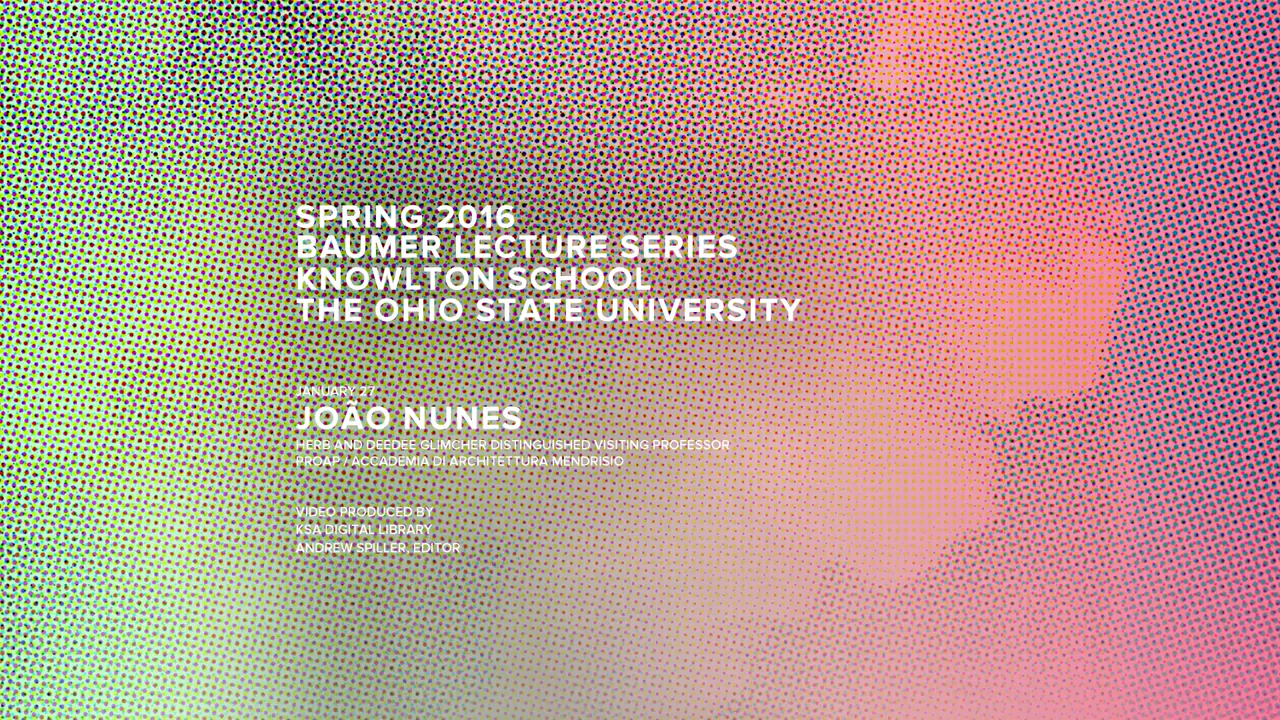 SPRING 2016
BAUMER LECTURE SERIES
KNOWLTON SCHOOL
THE OHIO STATE UNIVERSITY
JANUARY 27
JOÃO NUNES
HERB AND DEEDEE GLIMCHER DISTINGUISHED VISITING PROFESSOR
PROAP / ACCADEMIA DI ARCHITETTURA MENDRISIO
VIDEO PRODUCED BY
KSA DIGITAL LIBRARY
ANDREW SPILLER, EDITOR